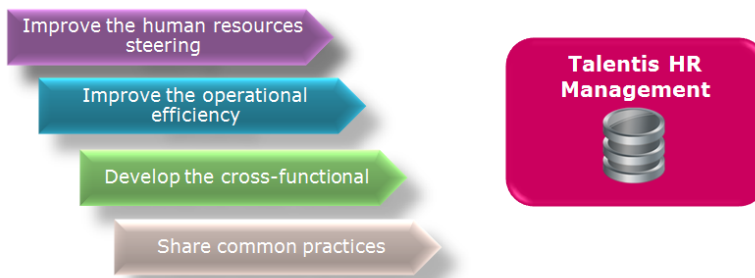 Improve the human resources
steering
Improve the operational
efficiency
Develop the cross-functional
Share common practices
Talentis HR
Management